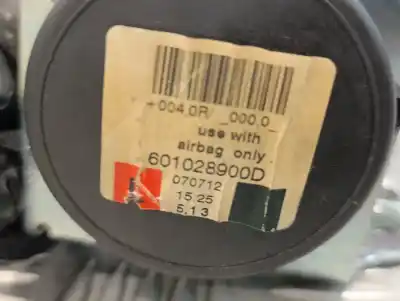 +004.0R/ _000.0_
use with
airbag only
601028900D
070712
15.25
5.13